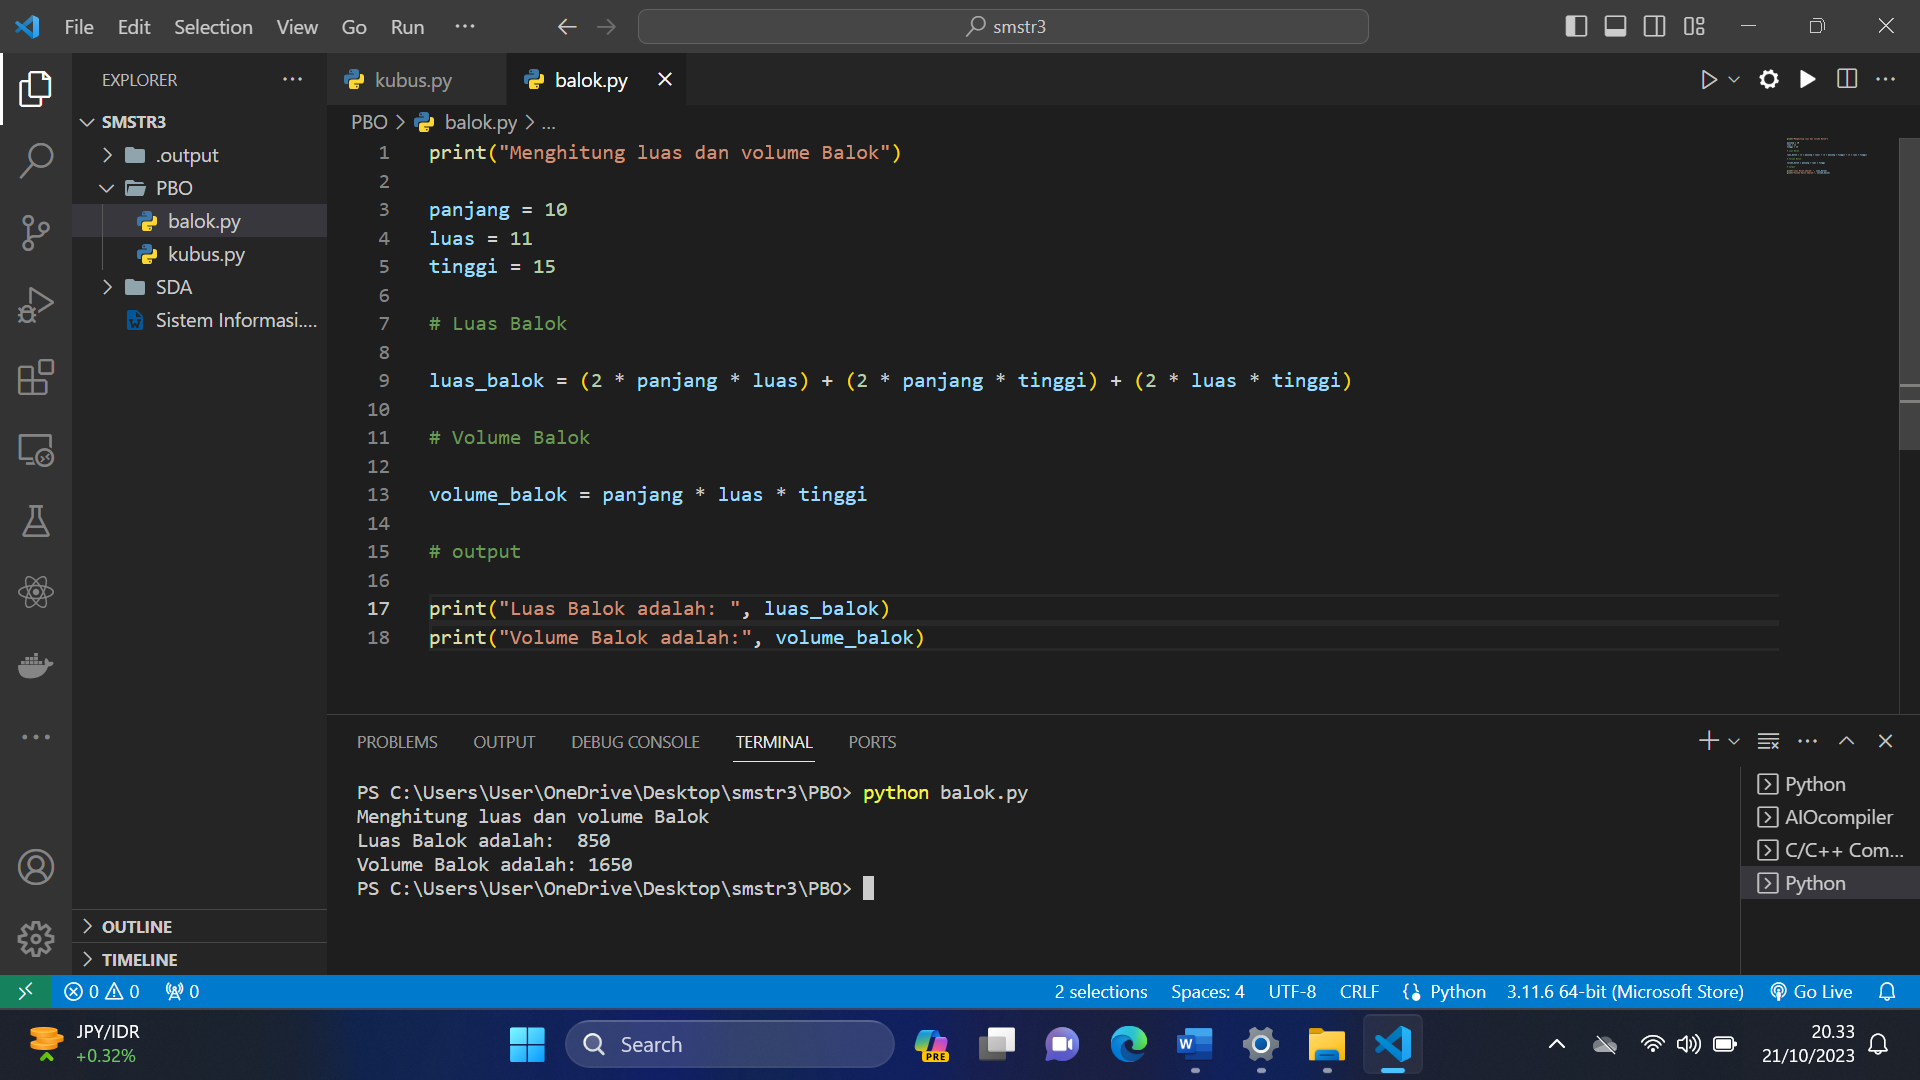 File Edit Selection View Go Run ... smstr3
EXPLORER
SMSTR3
.output
PBO
balok.py
kubus.py
SDA
Sistem Informasi....
OUTLINE
TIMELINE
kubus.py balok.py
PBO > balok.py > ...
1 print("Menghitung luas dan volume Balok")
2
3 panjang = 10
4 luas = 11
5 tinggi = 15
6
7 # Luas Balok
8
9 luas_balok = (2 * panjang * luas) + (2 * panjang * tinggi) + (2 * luas * tinggi)
10
11 # Volume Balok
12
13 volume_balok = panjang * luas * tinggi
14
15 # output
16
17 print("Luas Balok adalah: ", luas_balok)
18 print("Volume Balok adalah:", volume_balok)
PROBLEMS OUTPUT DEBUG CONSOLE TERMINAL PORTS
PS C:\Users\User\OneDrive\Desktop\smstr3\PBO> python balok.py
Menghitung luas dan volume Balok
Luas Balok adalah:  850
Volume Balok adalah: 1650
PS C:\Users\User\OneDrive\Desktop\smstr3\PBO>
Python
AIOcompiler
C/C++ Com...
Python
0 0 0 2 selections Spaces: 4 UTF-8 CRLF Python 3.11.6 64-bit (Microsoft Store) Go Live
JPY/IDR
+0.32%
Search
PRE
W
20.33
21/10/2023